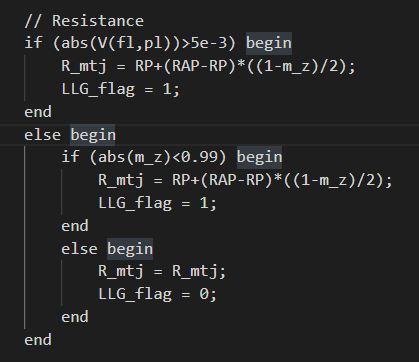 // Resistance
if (abs(V(fl,pl))>5e-3) begin
    R_mtj = RP+(RAP-RP)*((1-m_z)/2);
    LLG_flag = 1;
end
else begin
    if (abs(m_z)<0.99) begin
        R_mtj = RP+(RAP-RP)*((1-m_z)/2);
        LLG_flag = 1;
    end
    else begin
        R_mtj = R_mtj;
        LLG_flag = 0;
    end
end